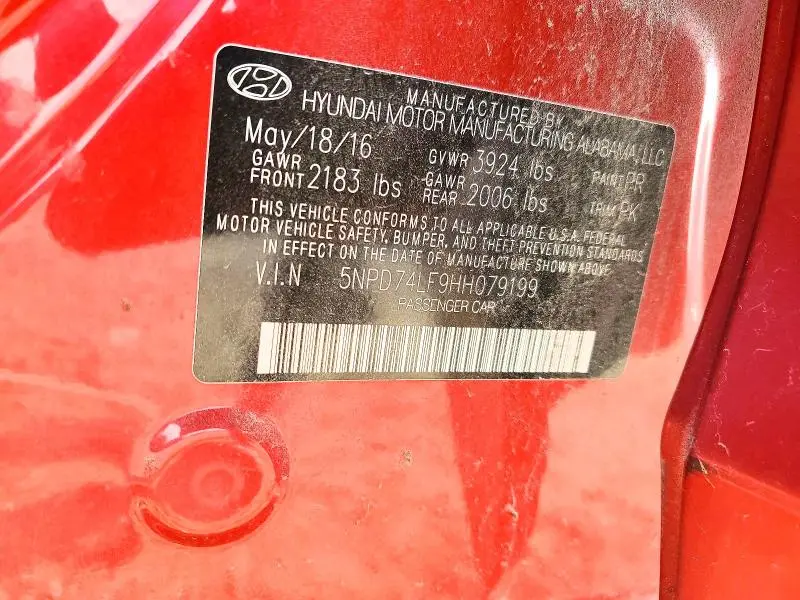 MANUFACTURED BY
HYUNDAI MOTOR MANUFACTURING ALABAMA, LLC
May/18/16 GVWR 3924 lbs PAINT PR
GAWR FRONT 2183 lbs GAWR REAR 2006 lbs TRIM PK
THIS VEHICLE CONFORMS TO ALL APPLICABLE U.S.A. FEDERAL
MOTOR VEHICLE SAFETY, BUMPER, AND THEFT PREVENTION STANDARDS
IN EFFECT ON THE DATE OF MANUFACTURE SHOWN ABOVE.
V.I.N 5NPD74LF9HH079199
PASSENGER CAR